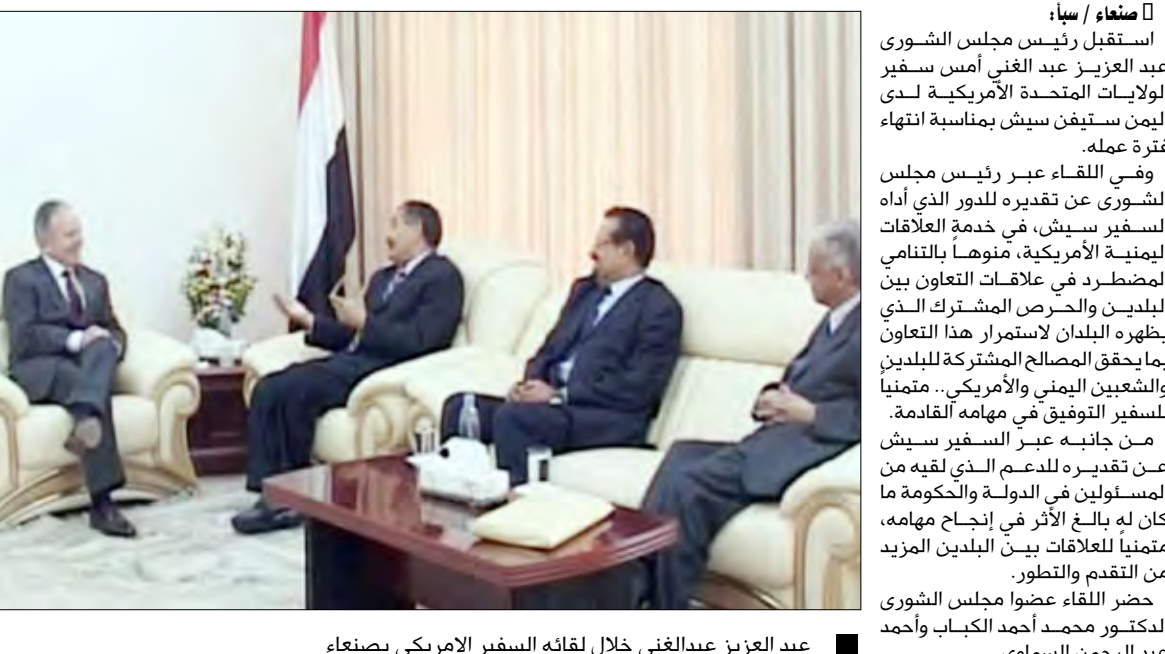 ▯ صنعاء / سبأ:
استقبل رئيس مجلس الشورى
عبد العزيز عبد الغني أمس سفير
لولايات المتحدة الأمريكية لدى
ليمن ستيفن سيش بمناسبة انتهاء
فترة عمله.
وفي اللقاء عبر رئيس مجلس
لشورى عن تقديره للدور الذي أداه
لسفير سيش، في خدمة العلاقات
ليمنية الأمريكية، منوهاً بالتنامي
لمضطرد في علاقات التعاون بين
لبلدين والحرص المشترك الذي
يظهره البلدان لاستمرار هذا التعاون
بما يحقق المصالح المشتركة للبلدين
والشعبين اليمني والأمريكي.. متمنياً
للسفير التوفيق في مهامه القادمة.
من جانبه عبر السفير سيش
عن تقديره للدعم الذي لقيه من
لمسئولين في الدولة والحكومة ما
كان له بالغ الأثر في إنجاح مهامه،
متمنياً للعلاقات بين البلدين المزيد
من التقدم والتطور.
حضر اللقاء عضوا مجلس الشورى
لدكتور محمد أحمد الكباب وأحمد
عبد الرحمن السماوي
عبد العزيز عبدالغني خلال لقائه السفير الامريكي بصنعاء